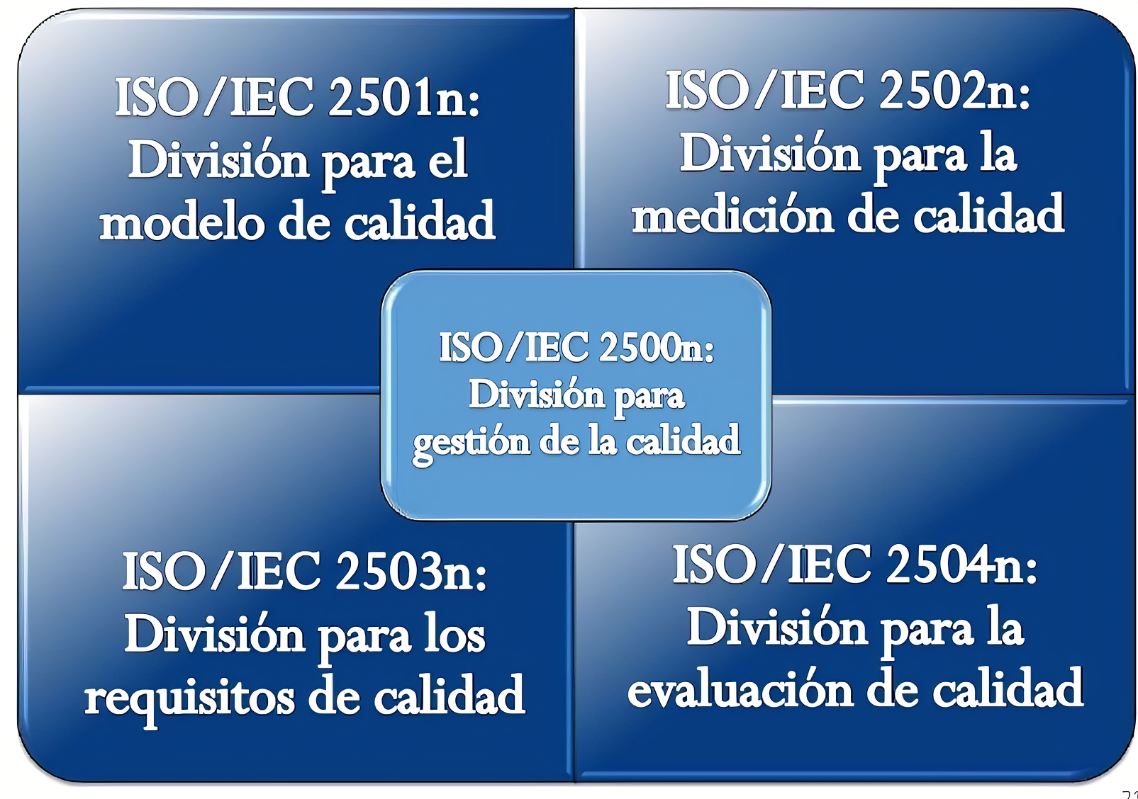 ISO/IEC 2501n:
División para el
modelo de calidad
ISO/IEC 2502n:
División para la
medición de calidad
ISO/IEC 2500n:
División para
gestión de la calidad
ISO/IEC 2503n:
División para los
requisitos de calidad
ISO/IEC 2504n:
División para la
evaluación de calidad